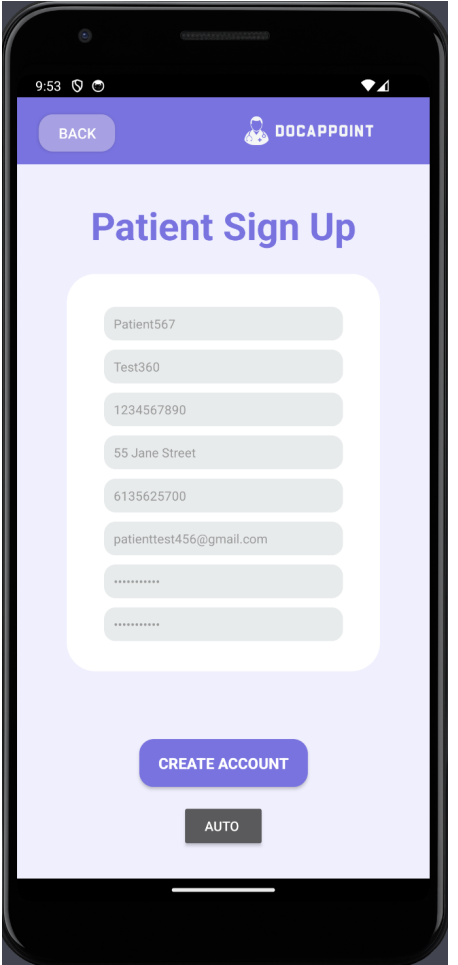 9:53
BACK
DOCAPPOINT
Patient Sign Up
Patient567
Test360
1234567890
55 Jane Street
6135625700
patienttest456@gmail.com
•••••••••••
•••••••••••
CREATE ACCOUNT
AUTO